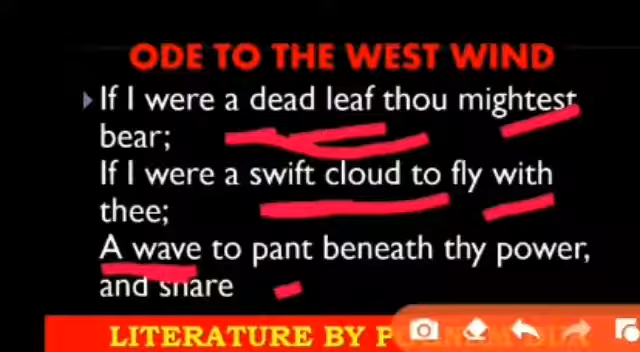 ODE TO THE WEST WIND
If I were a dead leaf thou mightest
bear;
If I were a swift cloud to fly with
thee;
A wave to pant beneath thy power,
and share
LITERATURE BY